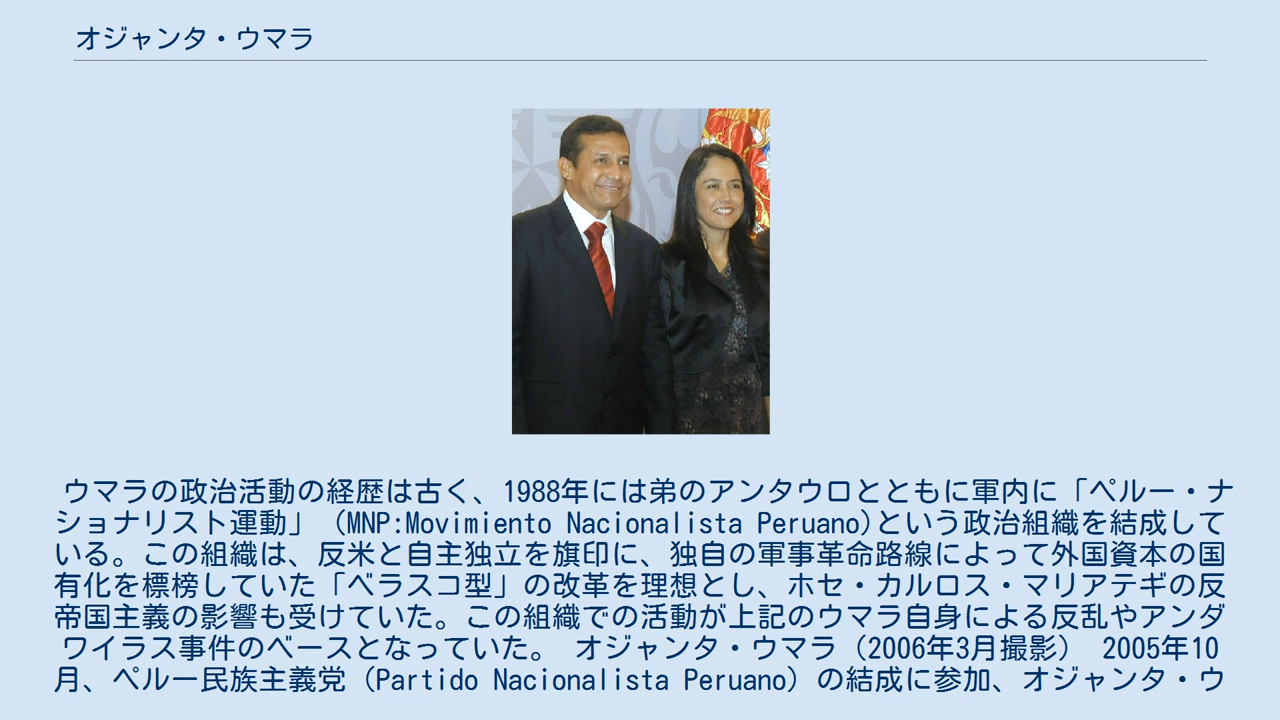 オジャンタ・ウマラ
ウマラの政治活動の経歴は古く、1988年には弟のアンタウロとともに軍内に「ペルー・ナ
ショナリスト運動」 (MNP:Movimiento Nacionalista Peruano)という政治組織を結成して
いる。この組織は、反米と自主独立を旗印に、独自の軍事革命路線によって外国資本の国
有化を標榜していた「ベラスコ型」の改革を理想とし、ホセ・カルロス・マリアテギの反
帝国主義の影響も受けていた。この組織での活動が上記のウマラ自身による反乱やアンダ
ワイラス事件のベースとなっていた。 オジャンタ・ウマラ（2006年3月撮影） 2005年10
月、ペルー民族主義党（Partido Nacionalista Peruano）の結成に参加、オジャンタ・ウ